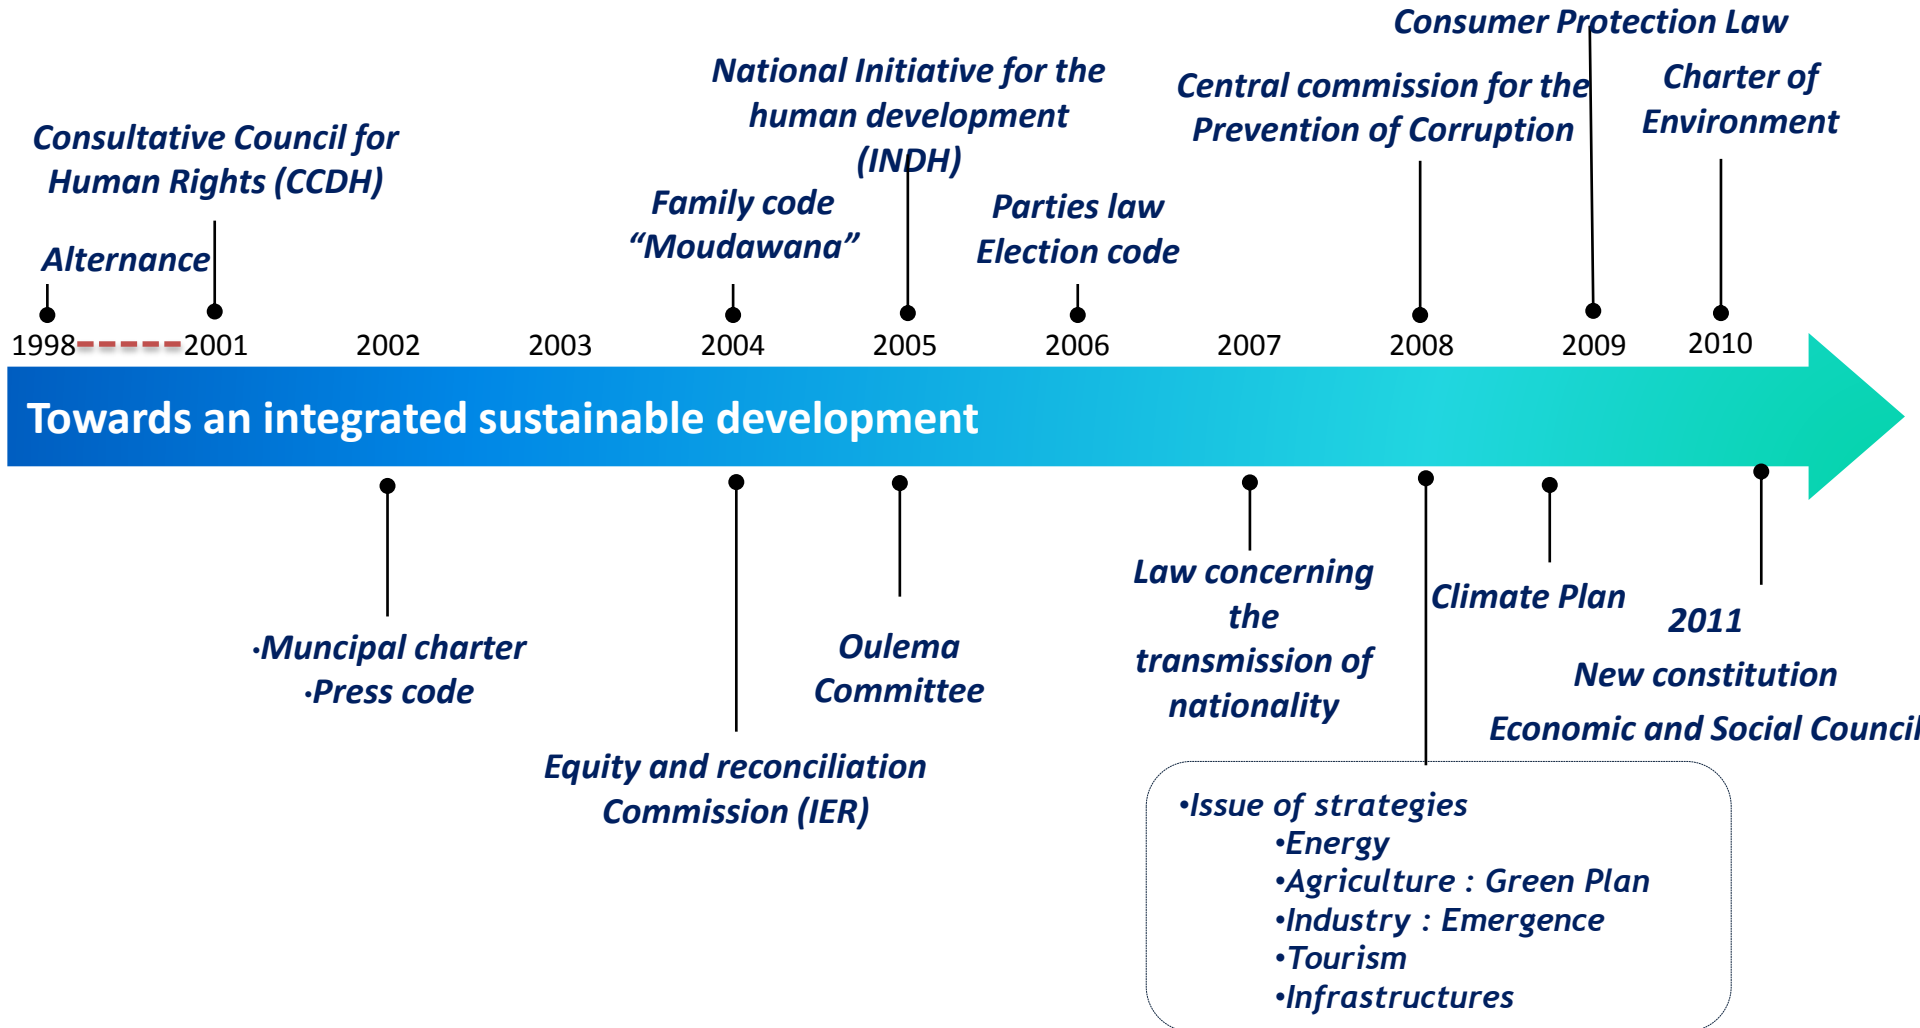 Consumer Protection Law
National Initiative for the
human development
(INDH)
Central commission for the
Prevention of Corruption
Charter of
Environment
Consultative Council for
Human Rights (CCDH)
Alternance
Family code
“Moudawana”
Parties law
Election code
1998 2001 2002 2003 2004 2005 2006 2007 2008 2009 2010
Towards an integrated sustainable development
•Muncipal charter
•Press code
Equity and reconciliation
Commission (IER)
Oulema
Committee
Law concerning
the
transmission of
nationality
Climate Plan
2011
New constitution
Economic and Social Council
•Issue of strategies
•Energy
•Agriculture : Green Plan
•Industry : Emergence
•Tourism
•Infrastructures